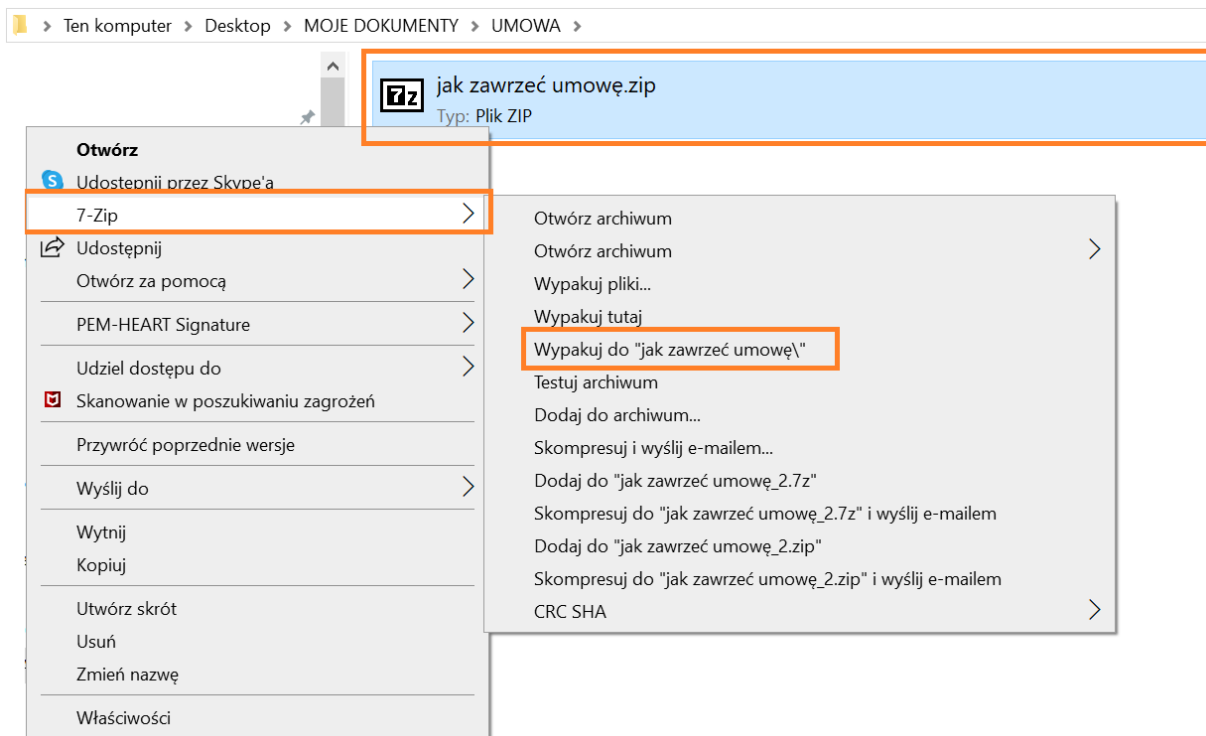 Ten komputer > Desktop > MOJE DOKUMENTY > UMOWA >
jak zawrzeć umowę.zip
Typ: Plik ZIP
Otwórz
Udostępnij przez Skype'a
7-Zip
Udostępnij
Otwórz za pomocą
PEM-HEART Signature
Udziel dostępu do
Skanowanie w poszukiwaniu zagrożeń
Przywróć poprzednie wersje
Wyślij do
Wytnij
Kopiuj
Utwórz skrót
Usuń
Zmień nazwę
Właściwości
Otwórz archiwum
Otwórz archiwum
Wypakuj pliki...
Wypakuj tutaj
Wypakuj do "jak zawrzeć umowę\"
Testuj archiwum
Dodaj do archiwum...
Skompresuj i wyślij e-mailem...
Dodaj do "jak zawrzeć umowę_2.7z"
Skompresuj do "jak zawrzeć umowę_2.7z" i wyślij e-mailem
Dodaj do "jak zawrzeć umowę_2.zip"
Skompresuj do "jak zawrzeć umowę_2.zip" i wyślij e-mailem
CRC SHA